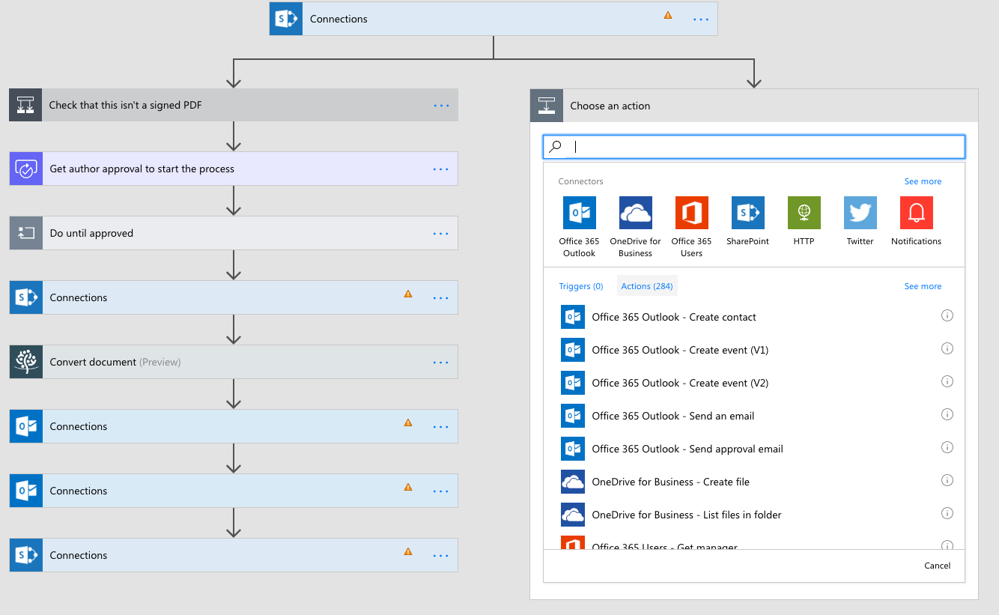 Connections
Check that this isn't a signed PDF
Get author approval to start the process
Do until approved
Connections
Convert document (Preview)
Connections
Connections
Connections
Choose an action
Connectors
See more
Office 365 Outlook
OneDrive for Business
Office 365 Users
SharePoint
HTTP
Twitter
Notifications
Triggers (0)
Actions (284)
See more
Office 365 Outlook - Create contact
Office 365 Outlook - Create event (V1)
Office 365 Outlook - Create event (V2)
Office 365 Outlook - Send an email
Office 365 Outlook - Send approval email
OneDrive for Business - Create file
OneDrive for Business - List files in folder
Office 365 Users - Get manager
Cancel